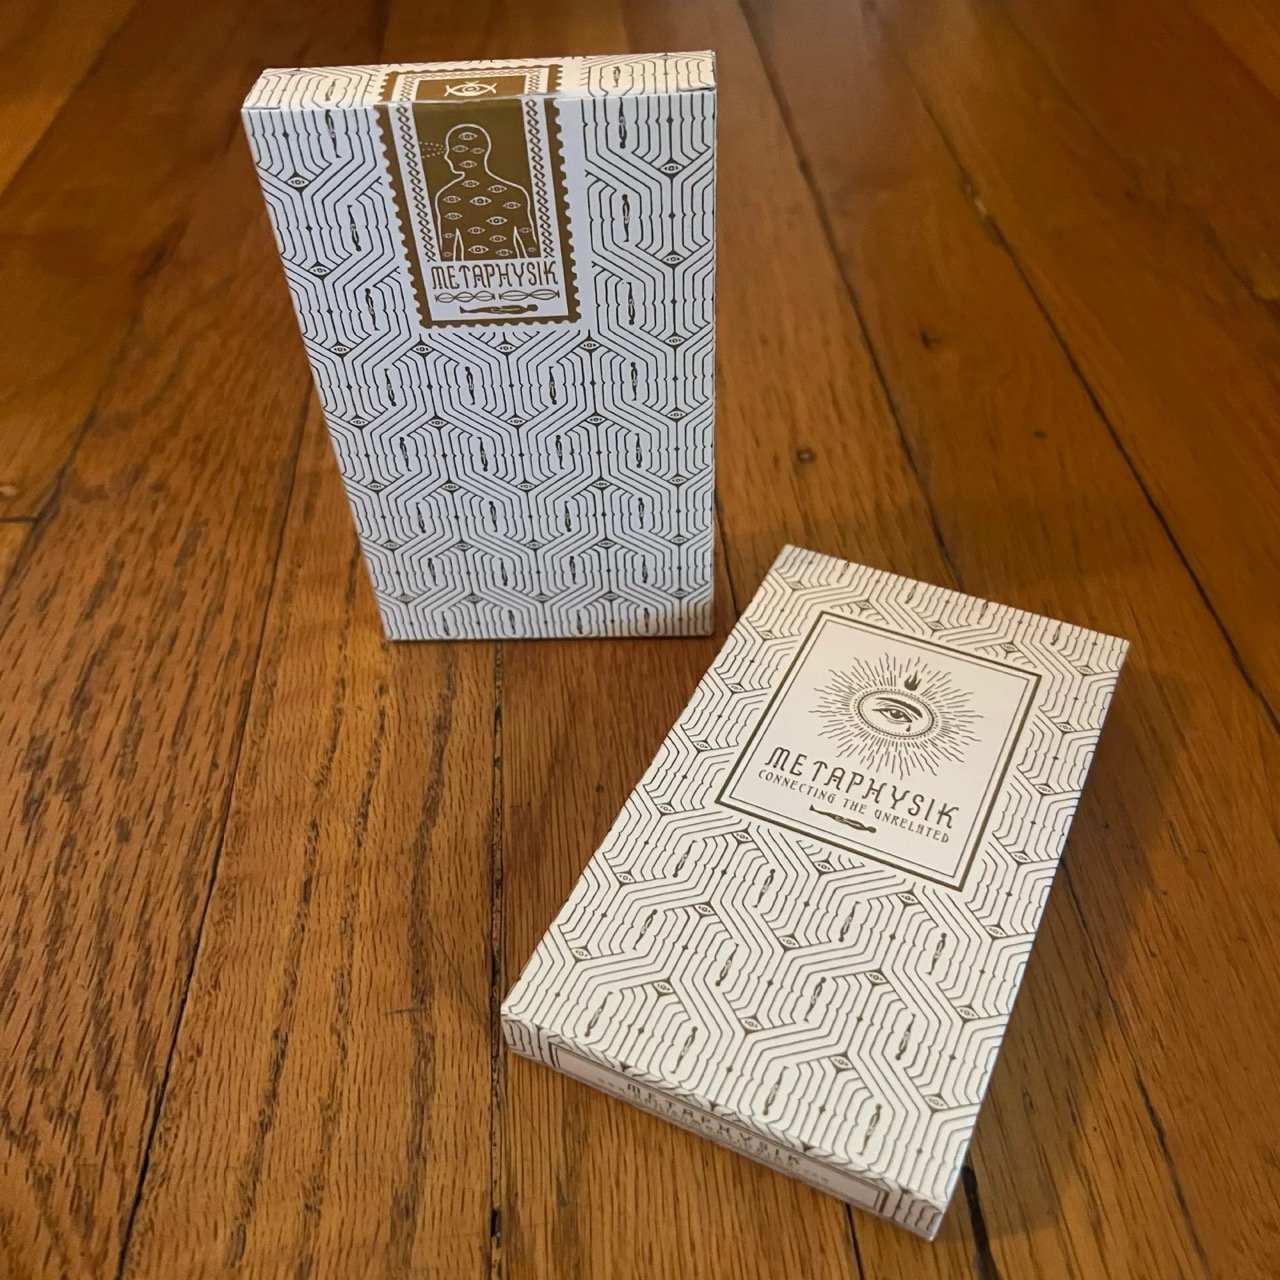 METAPHYSIK
METAPHYSIK
CONNECTING THE UNRELATED
METAPHYSIK